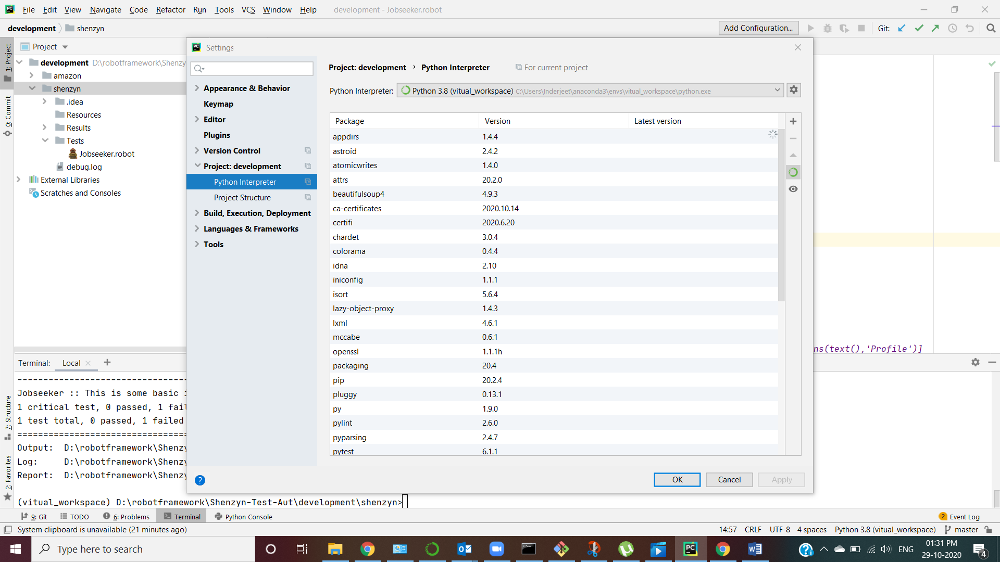 File Edit View Navigate Code Refactor Run Tools VCS Window Help development - Jobseeker.robot
development shenzyn Add Configuration... Git:
1: Project
0: Commit
7: Structure
2: Favorites
Project
development D:\robotframework\Shenzy
amazon
shenzyn
.idea
Resources
Results
Tests
Jobseeker.robot
debug.log
External Libraries
Scratches and Consoles
Settings
Appearance & Behavior
Keymap
Editor
Plugins
Version Control
Project: development
Python Interpreter
Project Structure
Build, Execution, Deployment
Languages & Frameworks
Tools
Project: development › Python Interpreter For current project
Python Interpreter: Python 3.8 (vitual_workspace) C:\Users\Inderjeet\anaconda3\envs\vitual_workspace\python.exe
Package Version Latest version
appdirs 1.4.4
astroid 2.4.2
atomicwrites 1.4.0
attrs 20.2.0
beautifulsoup4 4.9.3
ca-certificates 2020.10.14
certifi 2020.6.20
chardet 3.0.4
colorama 0.4.4
idna 2.10
iniconfig 1.1.1
isort 5.6.4
lazy-object-proxy 1.4.3
lxml 4.6.1
mccabe 0.6.1
openssl 1.1.1h
packaging 20.4
pip 20.2.4
pluggy 0.13.1
py 1.9.0
pylint 2.6.0
pyparsing 2.4.7
pytest 6.1.1
? OK Cancel Apply
ns(text(),'Profile')]
Terminal: Local
--------------------------------
Jobseeker :: This is some basic i
1 critical test, 0 passed, 1 fail
1 test total, 0 passed, 1 failed
================================
Output: D:\robotframework\Shenzy
Log: D:\robotframework\Shenzy
Report: D:\robotframework\Shenzy
(vitual_workspace) D:\robotframework\Shenzyn-Test-Aut\development\shenzyn>
9: Git TODO 6: Problems Terminal Python Console 2 Event Log
System clipboard is unavailable (21 minutes ago) 14:57 CRLF UTF-8 4 spaces Python 3.8 (vitual_workspace) master
Type here to search ENG 01:31 PM
29-10-2020 4